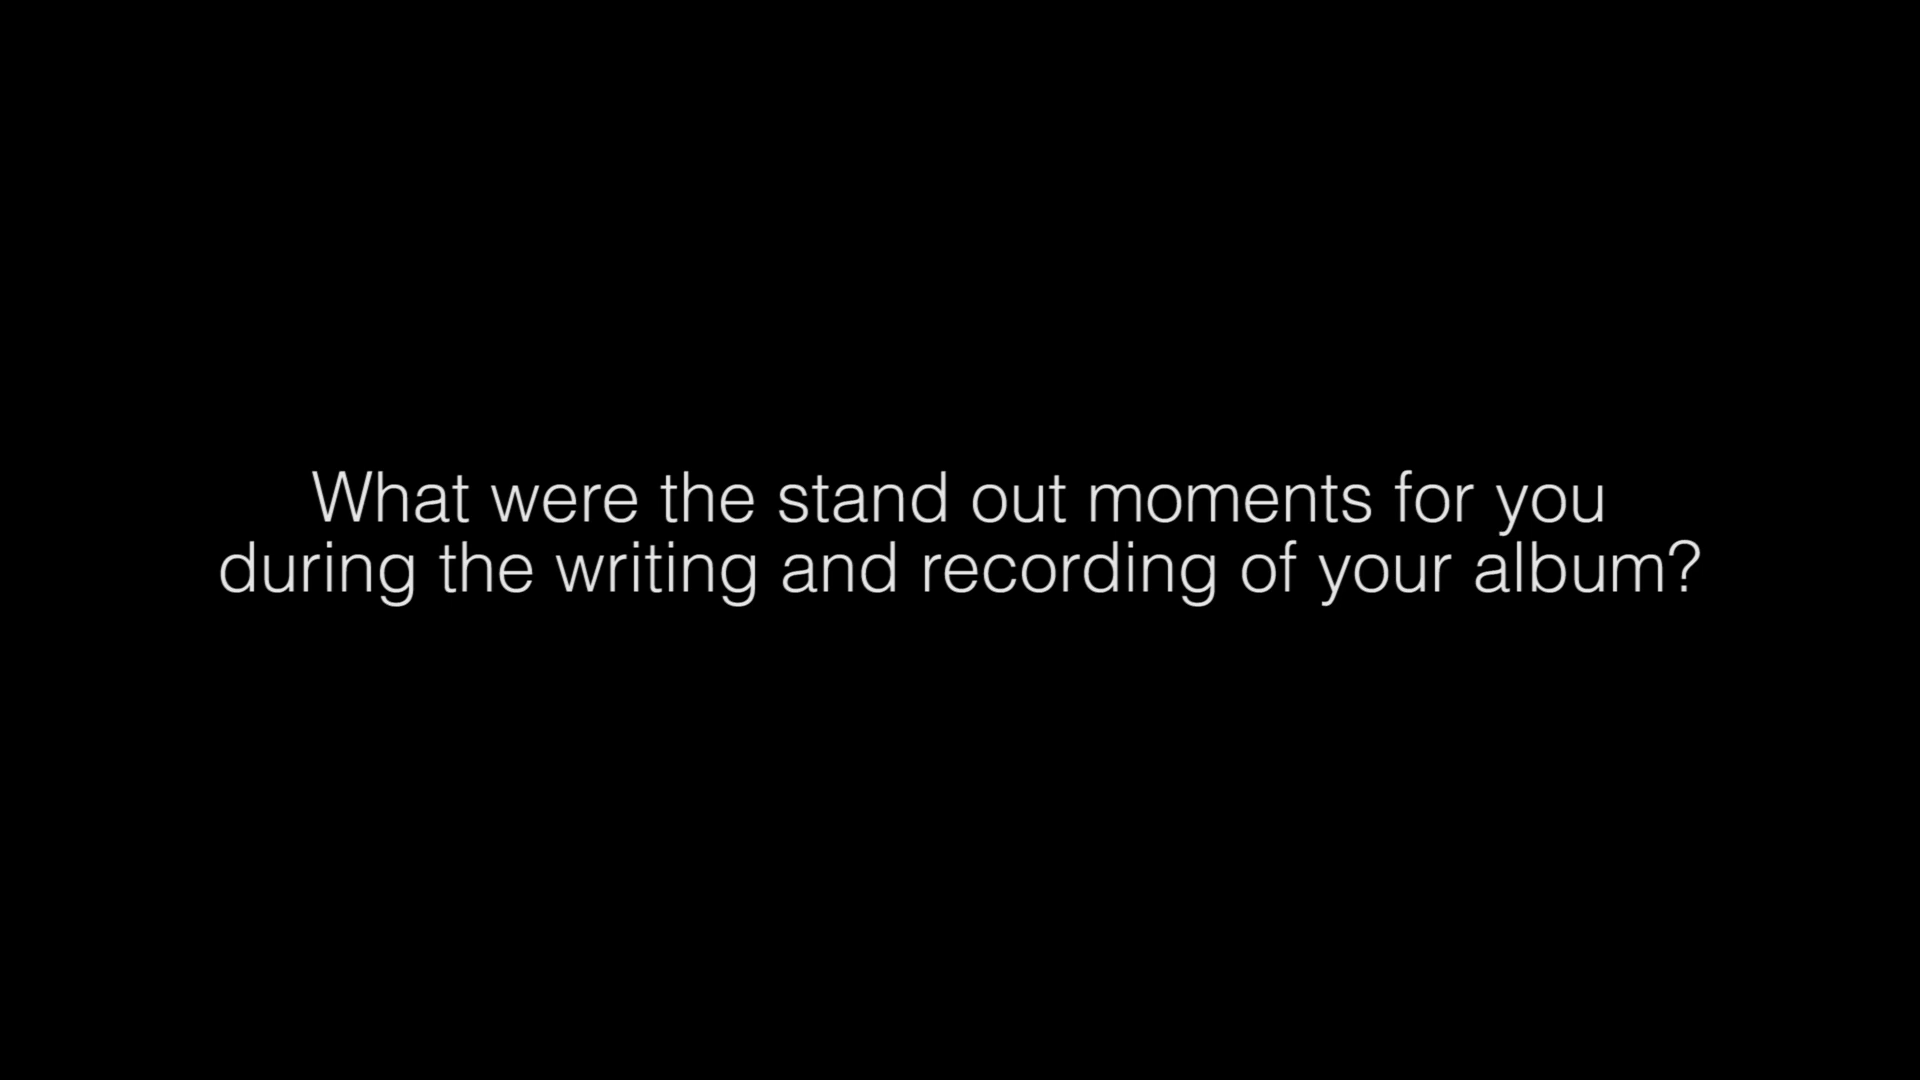 What were the stand out moments for you
during the writing and recording of your album?